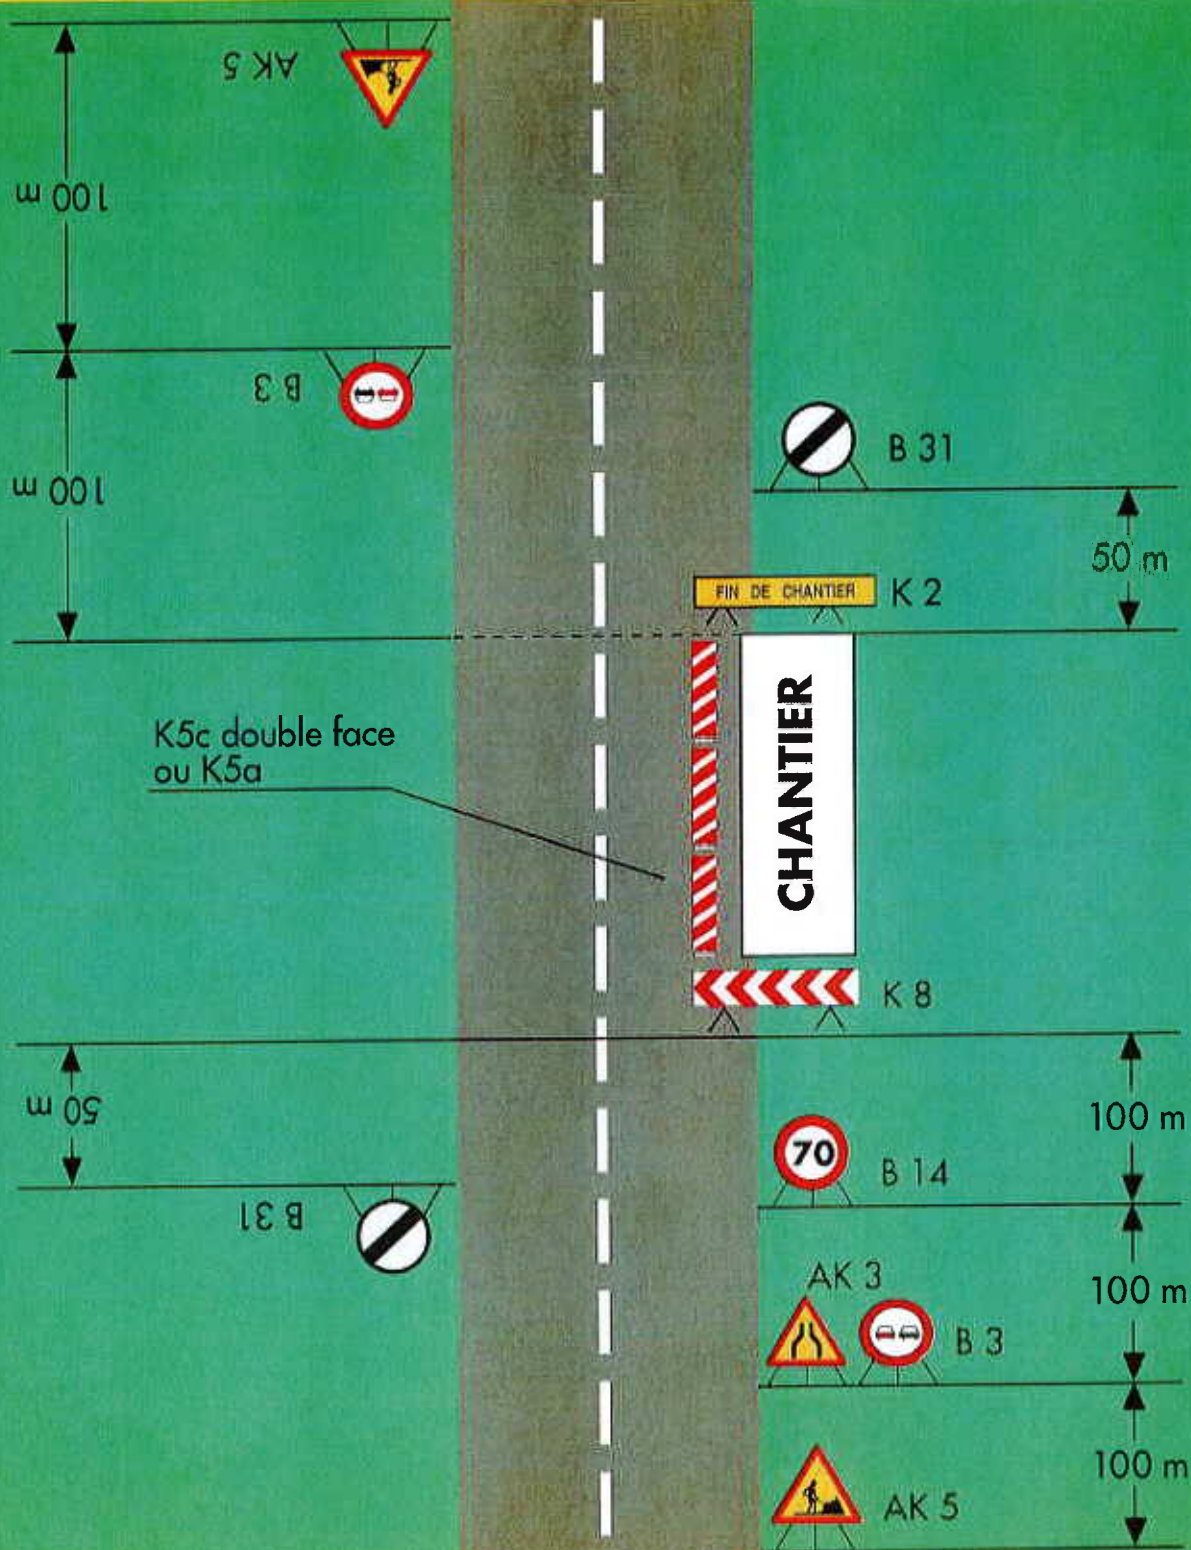 AK 5
100 m
B 3
100 m
B 31
50 m
FIN DE CHANTIER
K 2
CHANTIER
K5c double face
ou K5a
K 8
50 m
B 31
100 m
70
B 14
AK 3
100 m
B 3
100 m
AK 5